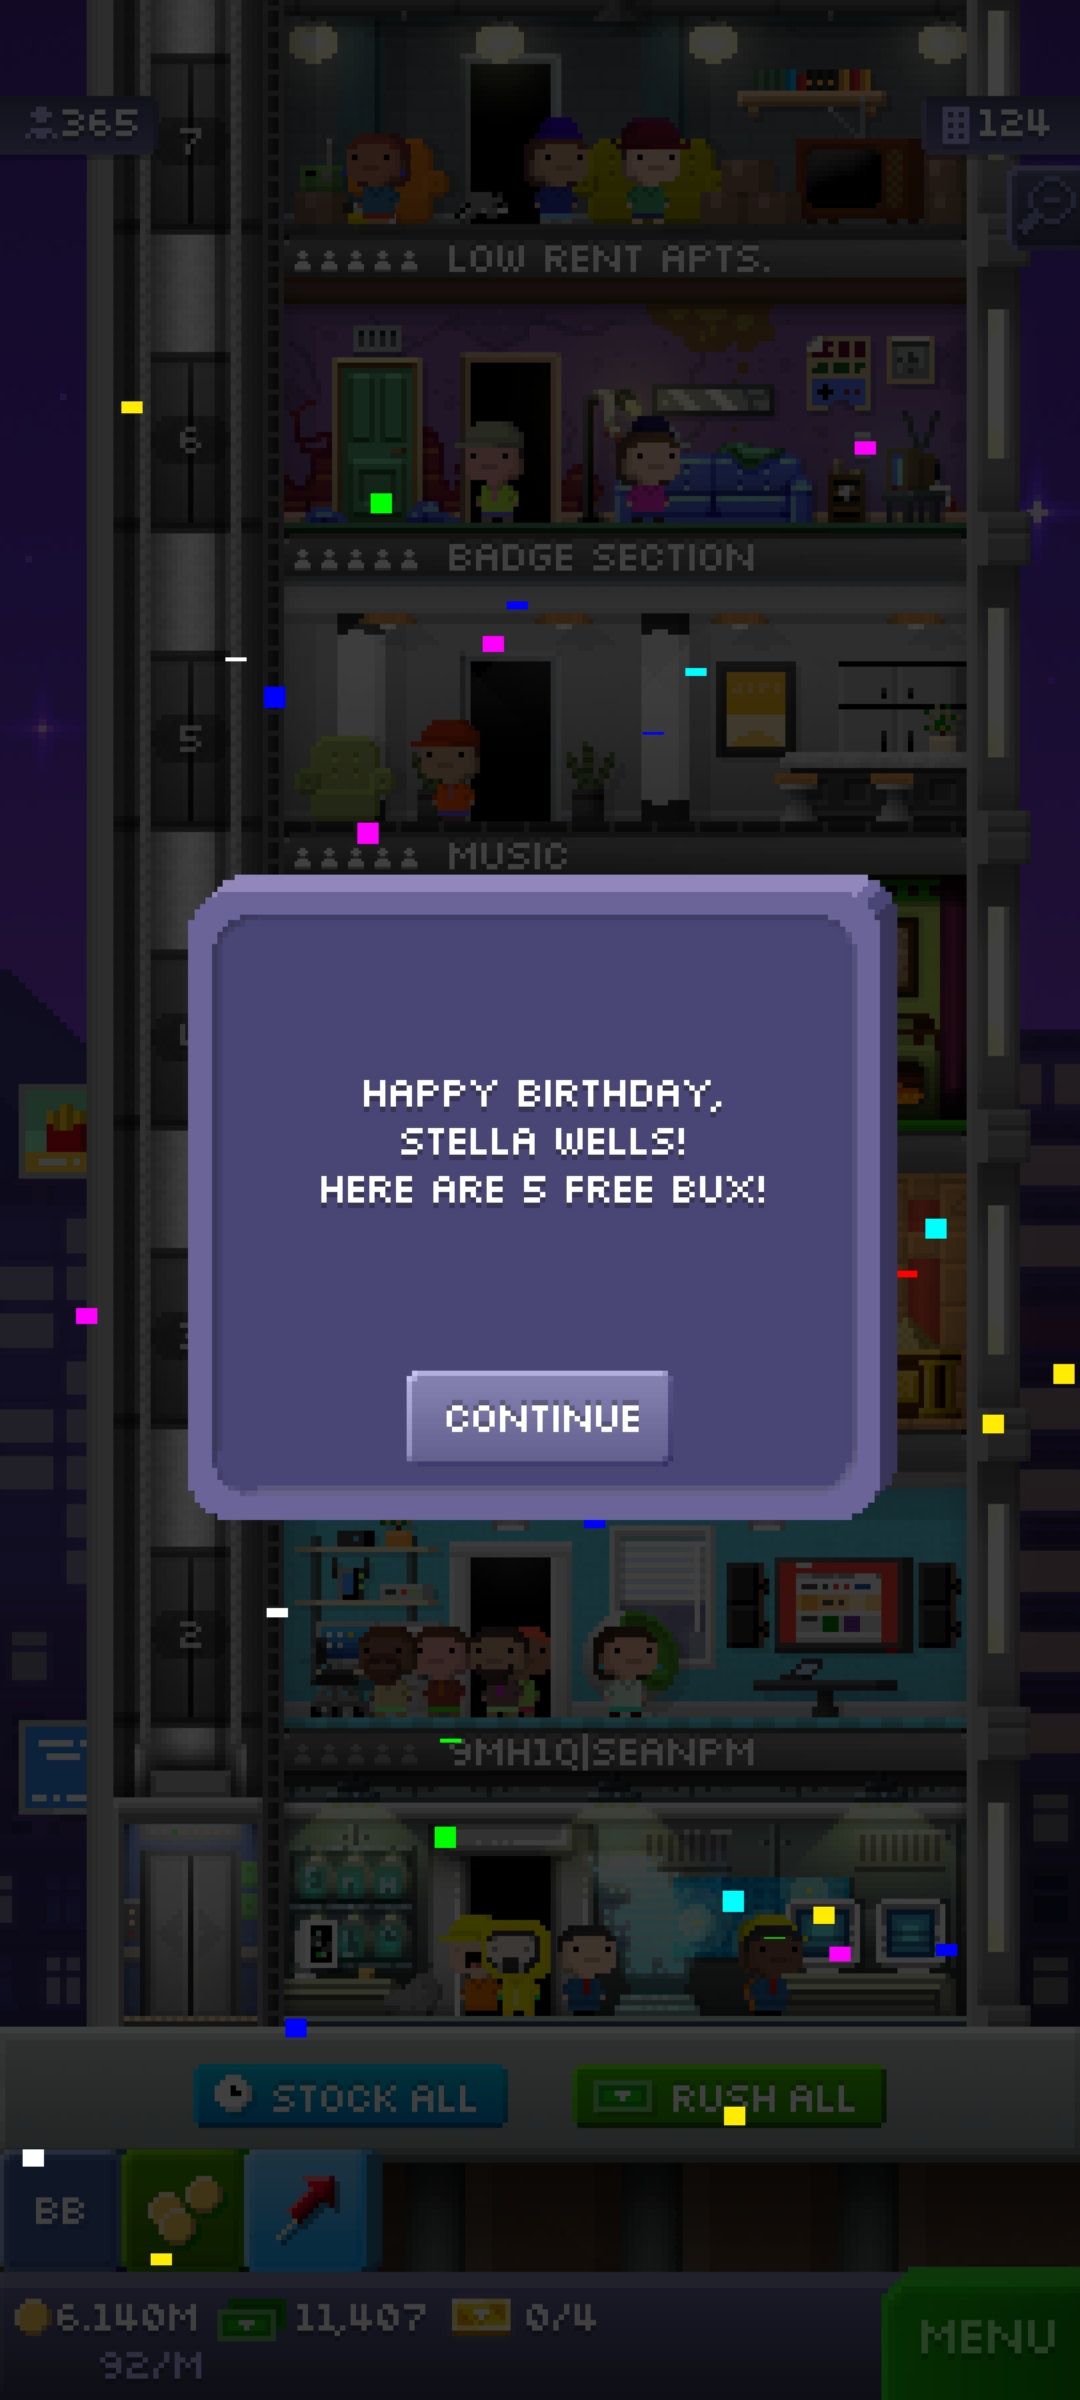 365
124
7
LOW RENT APTS.
6
BADGE SECTION
5
MUSIC
HAPPY BIRTHDAY,
STELLA WELLS!
HERE ARE 5 FREE BUX!
CONTINUE
2
9MH1Q|SEANPM
STOCK ALL
RUSH ALL
BB
6.140M
11,407
0/4
92/M
MENU